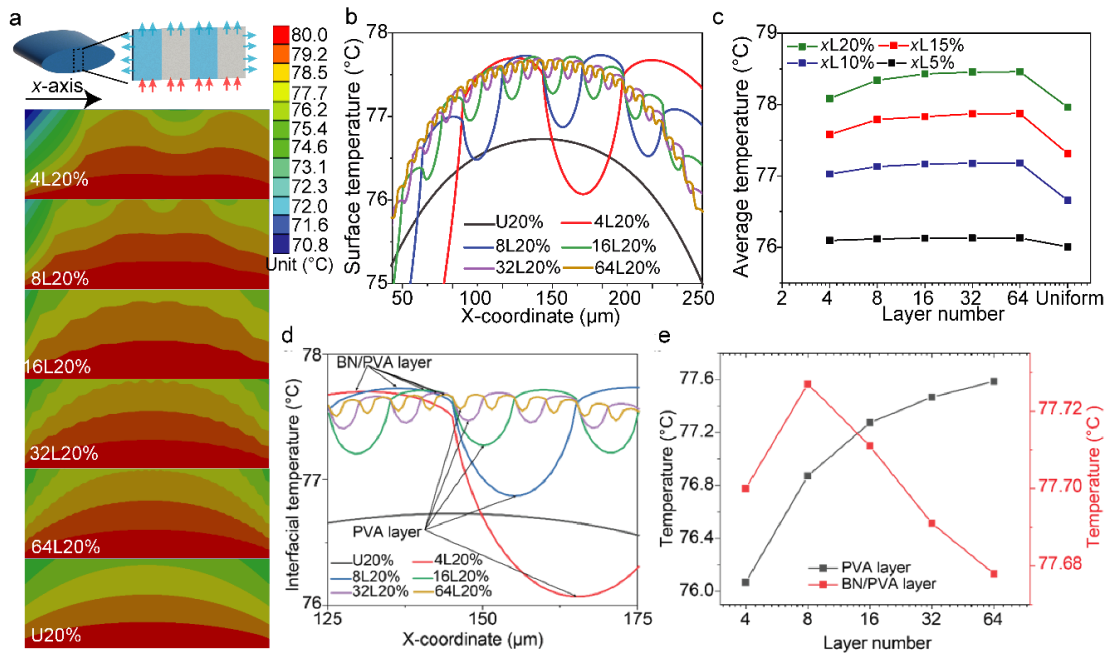 a
x-axis
80.0
79.2
78.5
77.7
76.2
75.4
74.6
73.1
72.3
72.0
71.6
70.8
Unit (°C)
4L20%
8L20%
16L20%
32L20%
64L20%
U20%
b
Surface temperature (°C)
78
77
76
75
50
100
150
200
250
X-coordinate (µm)
U20%
4L20%
8L20%
16L20%
32L20%
64L20%
c
Average temperature (°C)
79
78
77
76
xL20%
xL15%
xL10%
xL5%
2
4
8
16
32
64
Uniform
Layer number
d
Interfacial temperature (°C)
78
77
76
BN/PVA layer
PVA layer
U20%
4L20%
8L20%
16L20%
32L20%
64L20%
125
150
175
X-coordinate (µm)
e
Temperature (°C)
77.6
77.2
76.8
76.4
76.0
PVA layer
BN/PVA layer
4
8
16
32
64
Layer number
77.72
77.70
77.68
Temperature (°C)